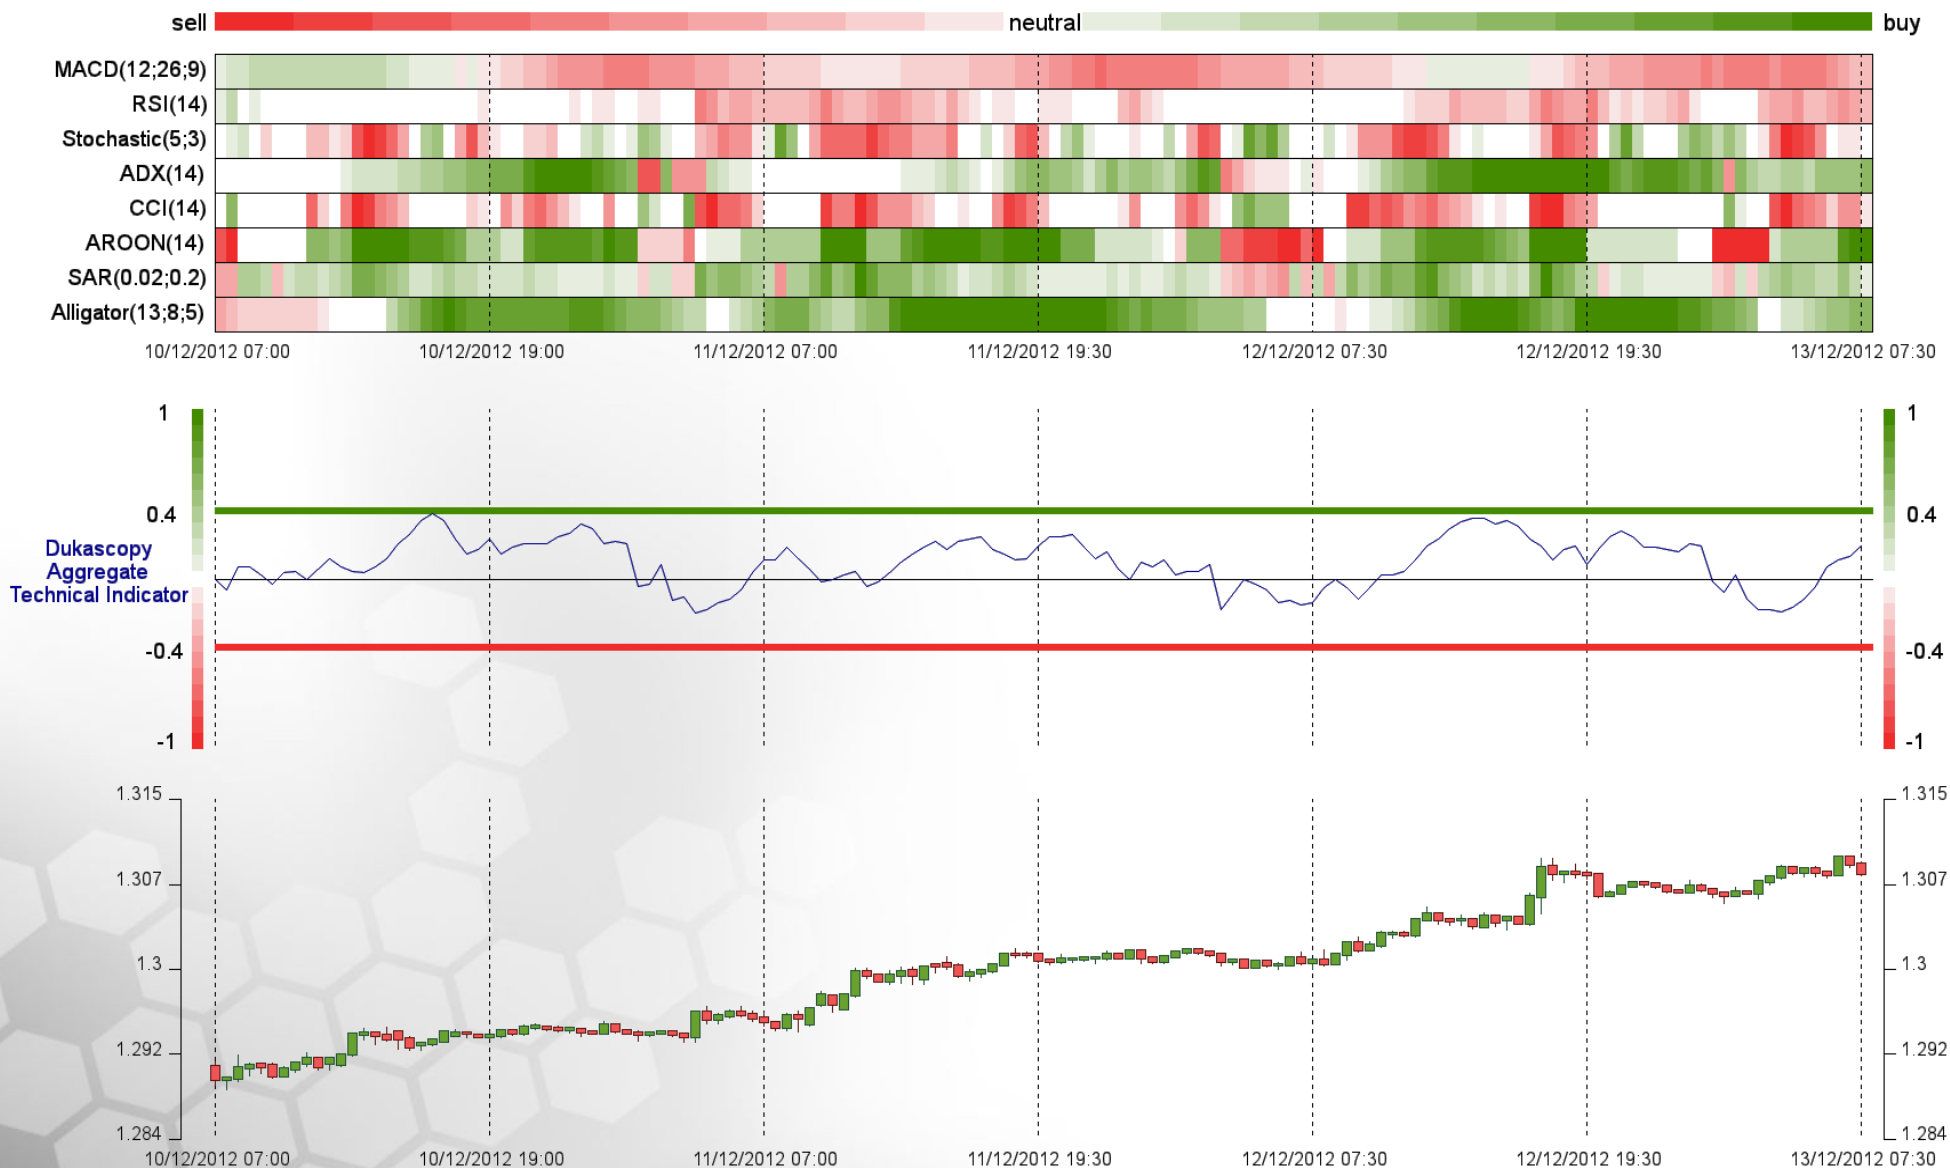 sell neutral buy
MACD(12;26;9)
RSI(14)
Stochastic(5;3)
ADX(14)
CCI(14)
AROON(14)
SAR(0.02;0.2)
Alligator(13;8;5)
10/12/2012 07:00 10/12/2012 19:00 11/12/2012 07:00 11/12/2012 19:30 12/12/2012 07:30 12/12/2012 19:30 13/12/2012 07:30
1 1
0.4 0.4
Dukascopy
Aggregate
Technical Indicator
-0.4 -0.4
-1 -1
1.315 1.315
1.307 1.307
1.3 1.3
1.292 1.292
1.284 1.284
10/12/2012 07:00 10/12/2012 19:00 11/12/2012 07:00 11/12/2012 19:30 12/12/2012 07:30 12/12/2012 19:30 13/12/2012 07:30